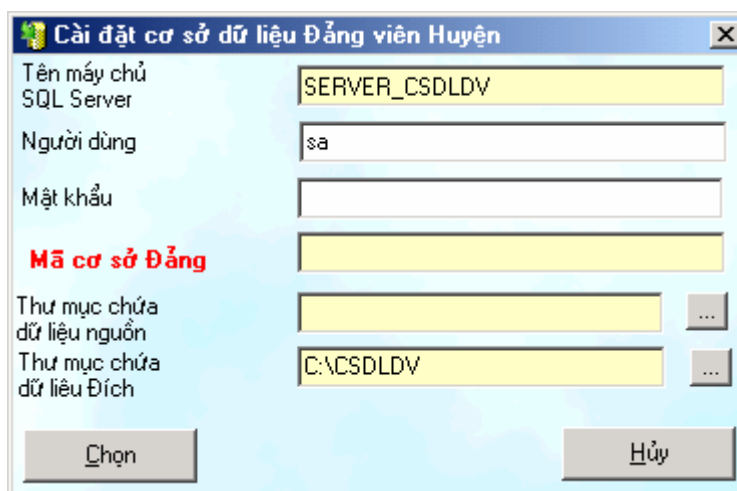 Cài đặt cơ sở dữ liệu Đảng viên Huyện
Tên máy chủ
SQL Server
SERVER_CSDLDV
Người dùng
sa
Mật khẩu
Mã cơ sở Đảng
Thư mục chứa
dữ liệu nguồn
...
Thư mục chứa
dữ liêu Đích
C:\CSDLDV
...
Chọn
Hủy